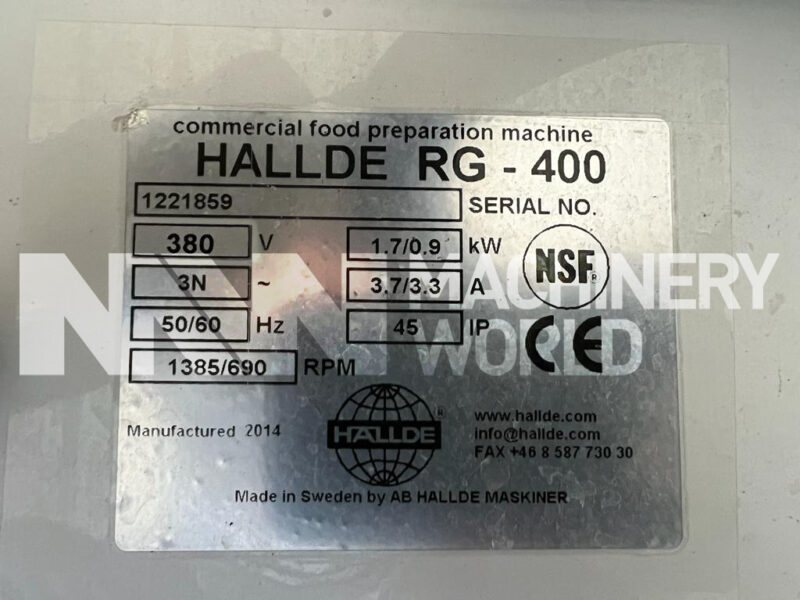 commercial food preparation machine
HALLDE RG - 400
1221859 SERIAL NO.
380 V 1.7/0.9 kW
NSF®
3N ~ 3.7/3.3 A
50/60 Hz 45 IP
CE
1385/690 RPM
MW MACHINERY
WORLD
Manufactured 2014
HALLDE®
www.hallde.com
info@hallde.com
FAX +46 8 587 730 30
Made in Sweden by AB HALLDE MASKINER